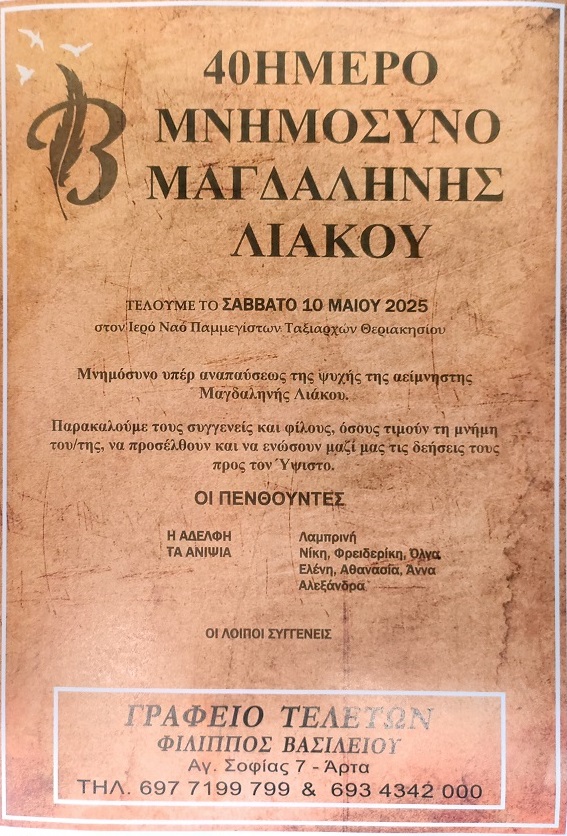 Β
40ΗΜΕΡΟ
ΜΝΗΜΟΣΥΝΟ
ΜΑΓΔΑΛΗΝΗΣ
ΛΙΑΚΟΥ
ΤΕΛΟΥΜΕ ΤΟ ΣΑΒΒΑΤΟ 10 ΜΑΙΟΥ 2025
στον Ιερό Ναό Παμμεγίστων Ταξιαρχών Θεριακησίου
Μνημόσυνο υπέρ αναπαύσεως της ψυχής της αείμνηστης
Μαγδαληνής Λιάκου.
Παρακαλούμε τους συγγενείς και φίλους, όσους τιμούν τη μνήμη
του/της, να προσέλθουν και να ενώσουν μαζί μας τις δεήσεις τους
προς τον Ύψιστο.
ΟΙ ΠΕΝΘΟΥΝΤΕΣ
Η ΑΔΕΛΦΗ Λαμπρινή
ΤΑ ΑΝΙΨΙΑ Νίκη, Φρειδερίκη, Όλγα
Ελένη, Αθανασία, Άννα
Αλεξάνδρα
ΟΙ ΛΟΙΠΟΙ ΣΥΓΓΕΝΕΙΣ
ΓΡΑΦΕΙΟ ΤΕΛΕΤΩΝ
ΦΙΛΙΠΠΟΣ ΒΑΣΙΛΕΙΟΥ
Αγ. Σοφίας 7 - Άρτα
ΤΗΛ. 697 7199 799 & 693 4342 000